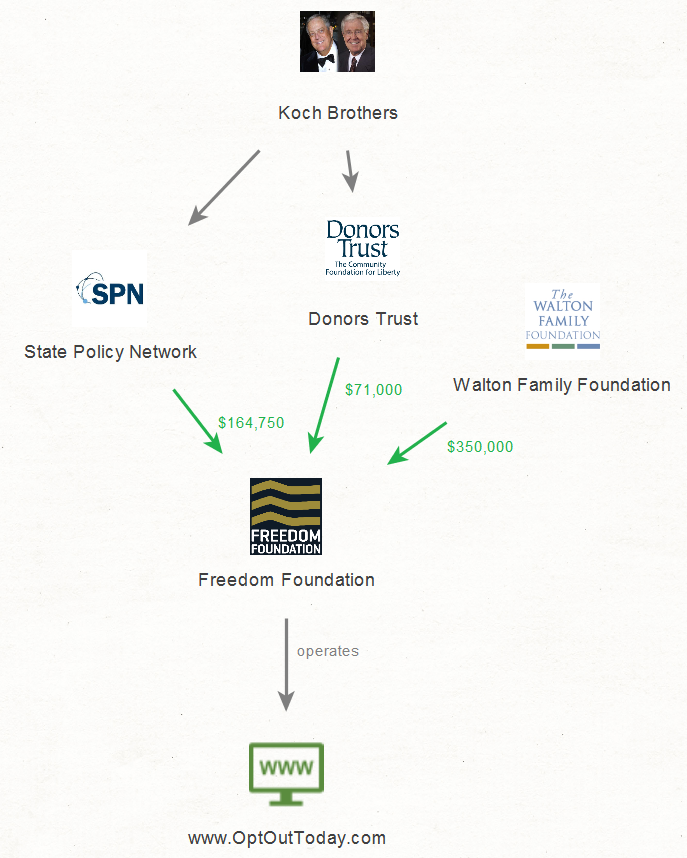 Koch Brothers
Donors
Trust
The Community
Foundation for Liberty
Donors Trust
SPN
State Policy Network
The
WALTON
FAMILY
FOUNDATION
Walton Family Foundation
$71,000
$164,750
$350,000
FREEDOM
FOUNDATION
Freedom Foundation
operates
www
www.OptOutToday.com